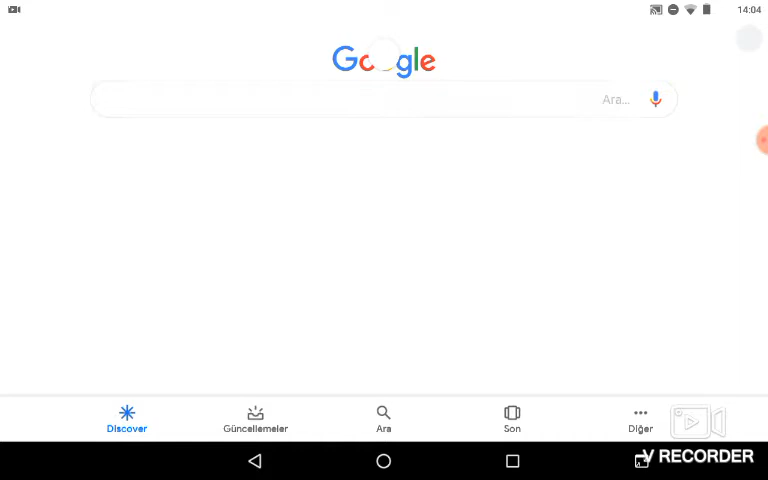 14:04
Google
Ara...
Discover
Güncellemeler
Ara
Son
Diğer
V RECORDER